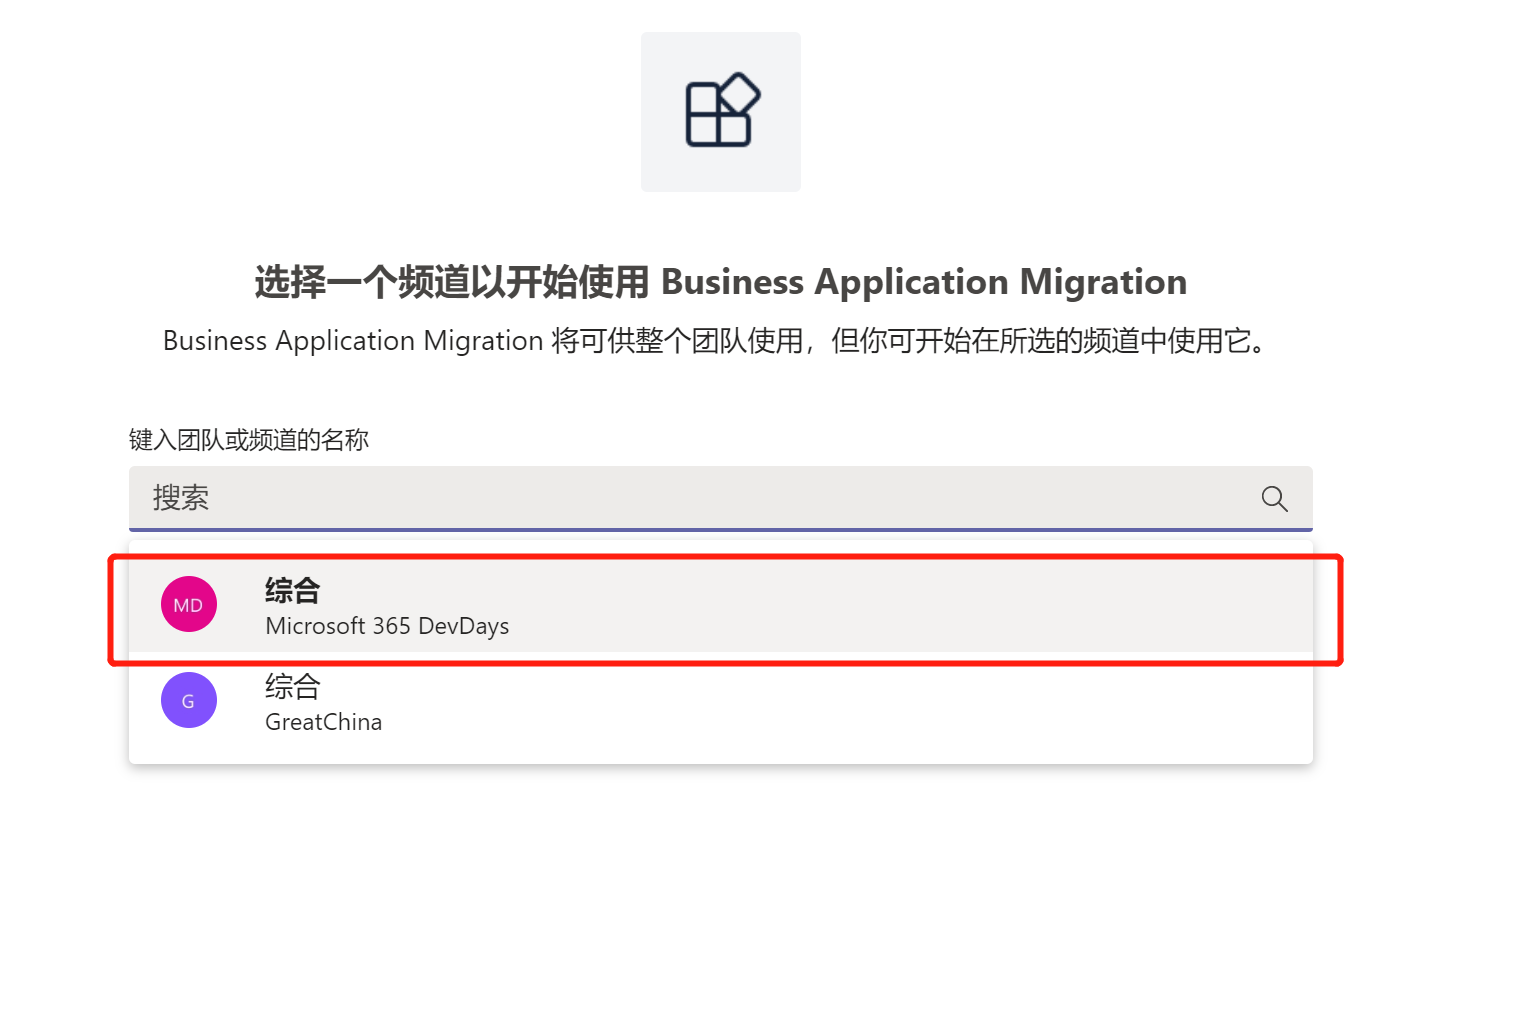 选择一个频道以开始使用 Business Application Migration
Business Application Migration 将可供整个团队使用，但你可开始在所选的频道中使用它。
键入团队或频道的名称
搜索
MD
综合
Microsoft 365 DevDays
G
综合
GreatChina